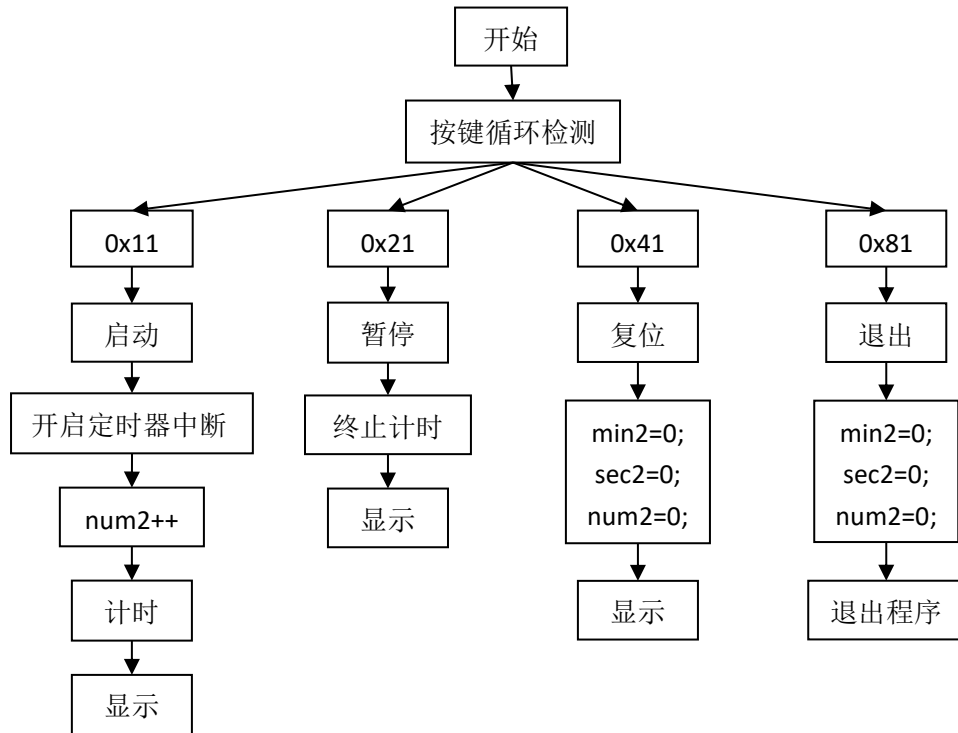 开始
按键循环检测
0x11
0x21
0x41
0x81
启动
暂停
复位
退出
开启定时器中断
终止计时
min2=0;
sec2=0;
num2=0;
min2=0;
sec2=0;
num2=0;
num2++
显示
计时
显示
退出程序
显示